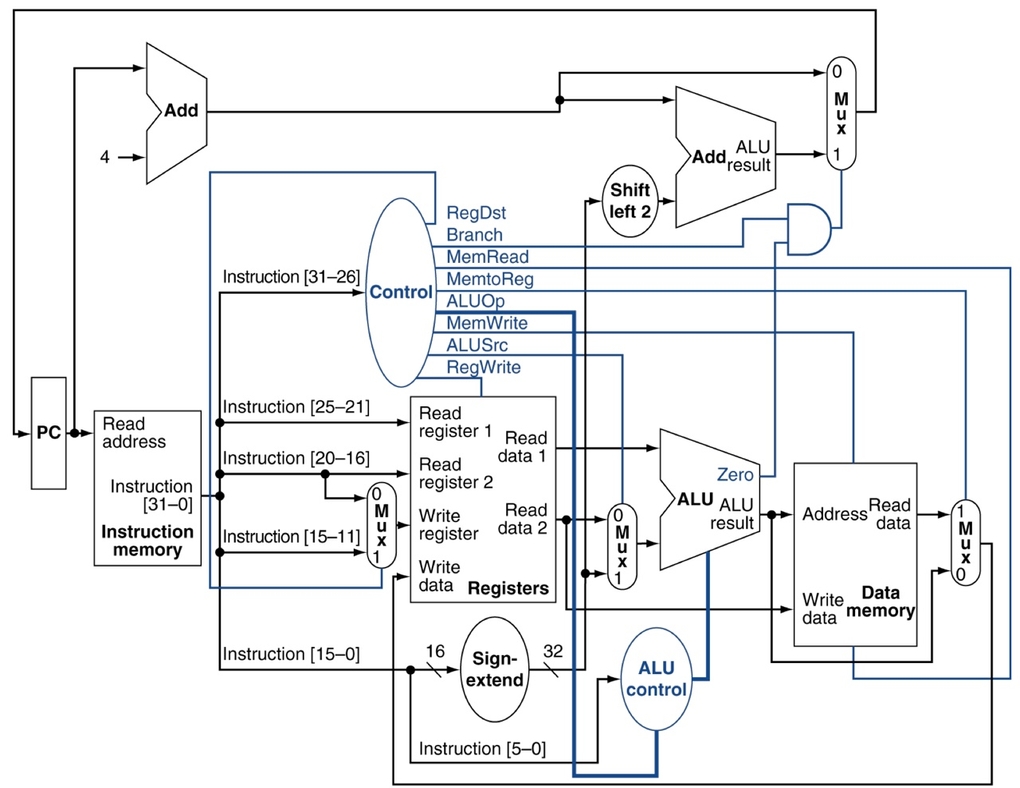 Add
4
0
Mux
1
Add
ALU
result
Shift
left 2
RegDst
Branch
MemRead
MemtoReg
ALUOp
MemWrite
ALUSrc
RegWrite
Control
Instruction [31–26]
Instruction [25–21]
Instruction [20–16]
Instruction [15–11]
Instruction [15–0]
Instruction [5–0]
PC
Read
address
Instruction
[31–0]
Instruction
memory
0
Mux
1
Read
register 1
Read
register 2
Write
register
Write
data
Read
data 1
Read
data 2
Registers
0
Mux
1
Zero
ALU
ALU
result
Address
Read
data
Write
data
Data
memory
1
Mux
0
16
Sign-
extend
32
ALU
control